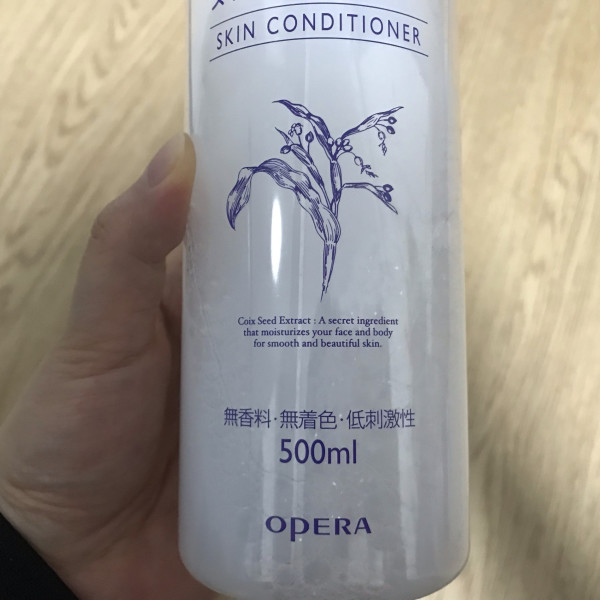 SKIN CONDITIONER
Coix Seed Extract : A secret ingredient
that moisturizes your face and body
for smooth and beautiful skin.
無香料・無着色・低刺激性
500ml
OPERA